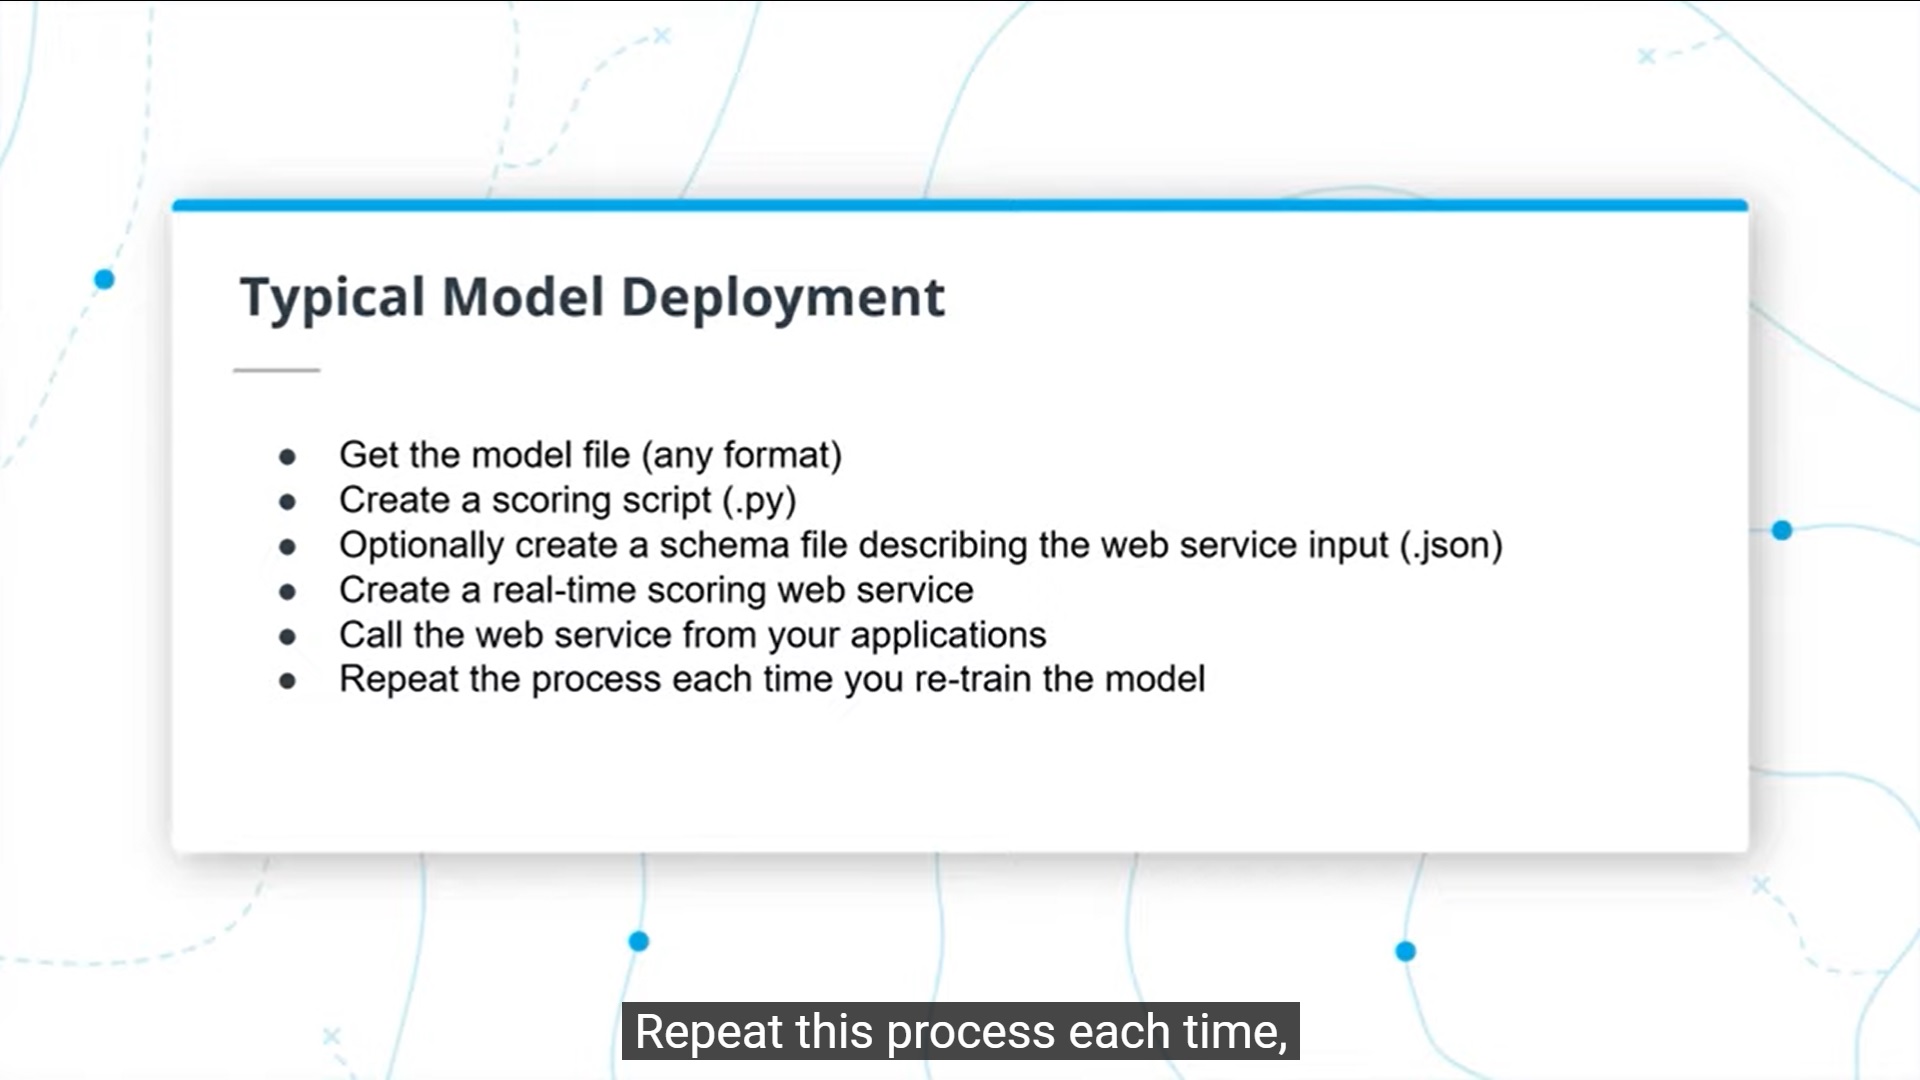 Typical Model Deployment
● Get the model file (any format)
● Create a scoring script (.py)
● Optionally create a schema file describing the web service input (.json)
● Create a real-time scoring web service
● Call the web service from your applications
● Repeat the process each time you re-train the model
Repeat this process each time,